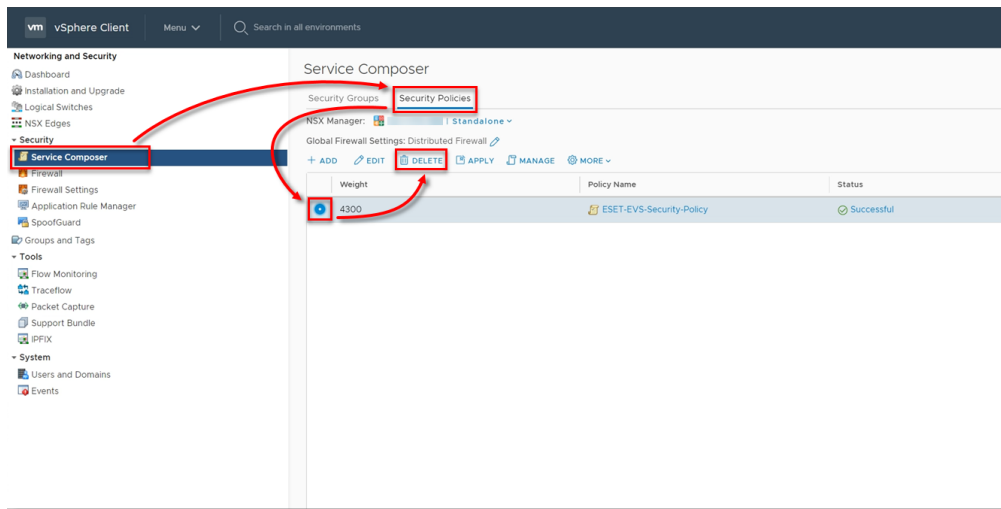 vm vSphere Client Menu Search in all environments
Networking and Security
Dashboard
Installation and Upgrade
Logical Switches
NSX Edges
Security
Service Composer
Firewall
Firewall Settings
Application Rule Manager
SpoofGuard
Groups and Tags
Tools
Flow Monitoring
Traceflow
Packet Capture
Support Bundle
IPFIX
System
Users and Domains
Events
Service Composer
Security Groups Security Policies
NSX Manager: | Standalone
Global Firewall Settings: Distributed Firewall
+ ADD EDIT DELETE APPLY MANAGE MORE
Weight Policy Name Status
4300 ESET-EVS-Security-Policy Successful